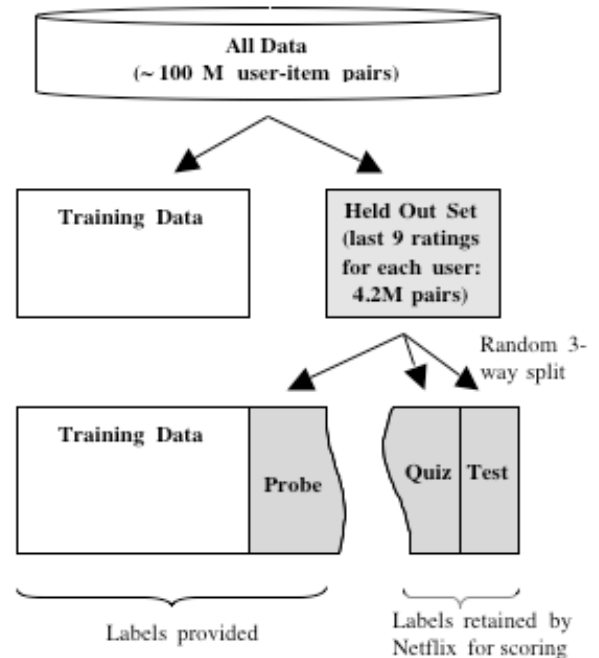 All Data
(~ 100 M user-item pairs)
Training Data
Held Out Set
(last 9 ratings
for each user:
4.2M pairs)
Random 3-
way split
Training Data
Probe
Quiz
Test
Labels provided
Labels retained by
Netflix for scoring